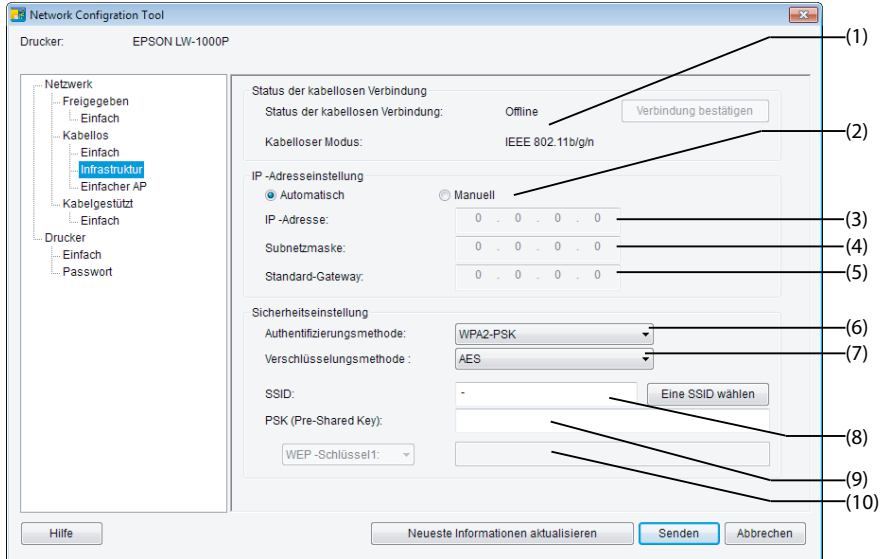 Network Configration Tool
Drucker: EPSON LW-1000P
Netzwerk
Freigegeben
Einfach
Kabellos
Einfach
Infrastruktur
Einfacher AP
Kabelgestützt
Einfach
Drucker
Einfach
Passwort
Status der kabellosen Verbindung
Status der kabellosen Verbindung: Offline Verbindung bestätigen
Kabelloser Modus: IEEE 802.11b/g/n
(1)
IP -Adresseinstellung
Automatisch Manuell
(2)
IP -Adresse: 0 . 0 . 0 . 0 (3)
Subnetzmaske: 0 . 0 . 0 . 0 (4)
Standard-Gateway: 0 . 0 . 0 . 0 (5)
Sicherheitseinstellung
Authentifizierungsmethode: WPA2-PSK (6)
Verschlüsselungsmethode : AES (7)
SSID: - Eine SSID wählen
(8)
PSK (Pre-Shared Key):
(9)
WEP -Schlüssel1:
(10)
Hilfe Neueste Informationen aktualisieren Senden Abbrechen